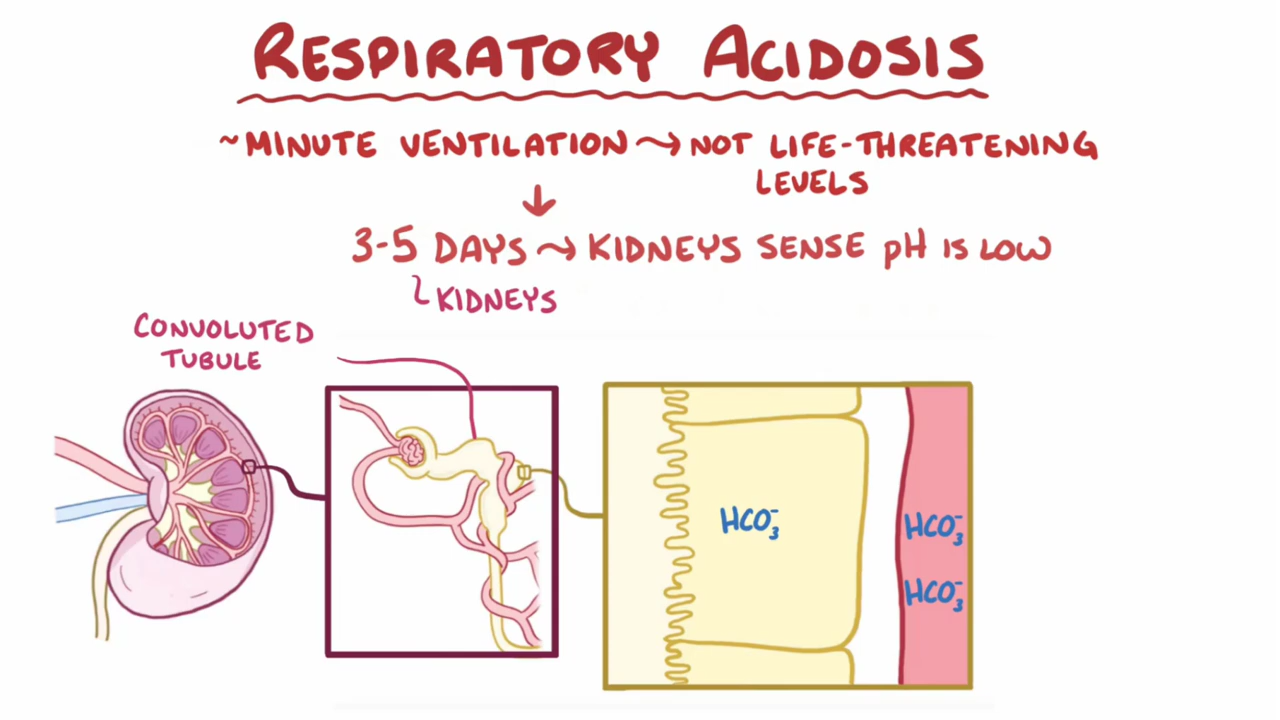 RESPIRATORY ACIDOSIS
~MINUTE VENTILATION ⤳ NOT LIFE-THREATENING
LEVELS
↓
3-5 DAYS ⤳ KIDNEYS SENSE pH IS LOW
KIDNEYS
CONVOLUTED
TUBULE
HCO₃⁻
HCO₃⁻
HCO₃⁻